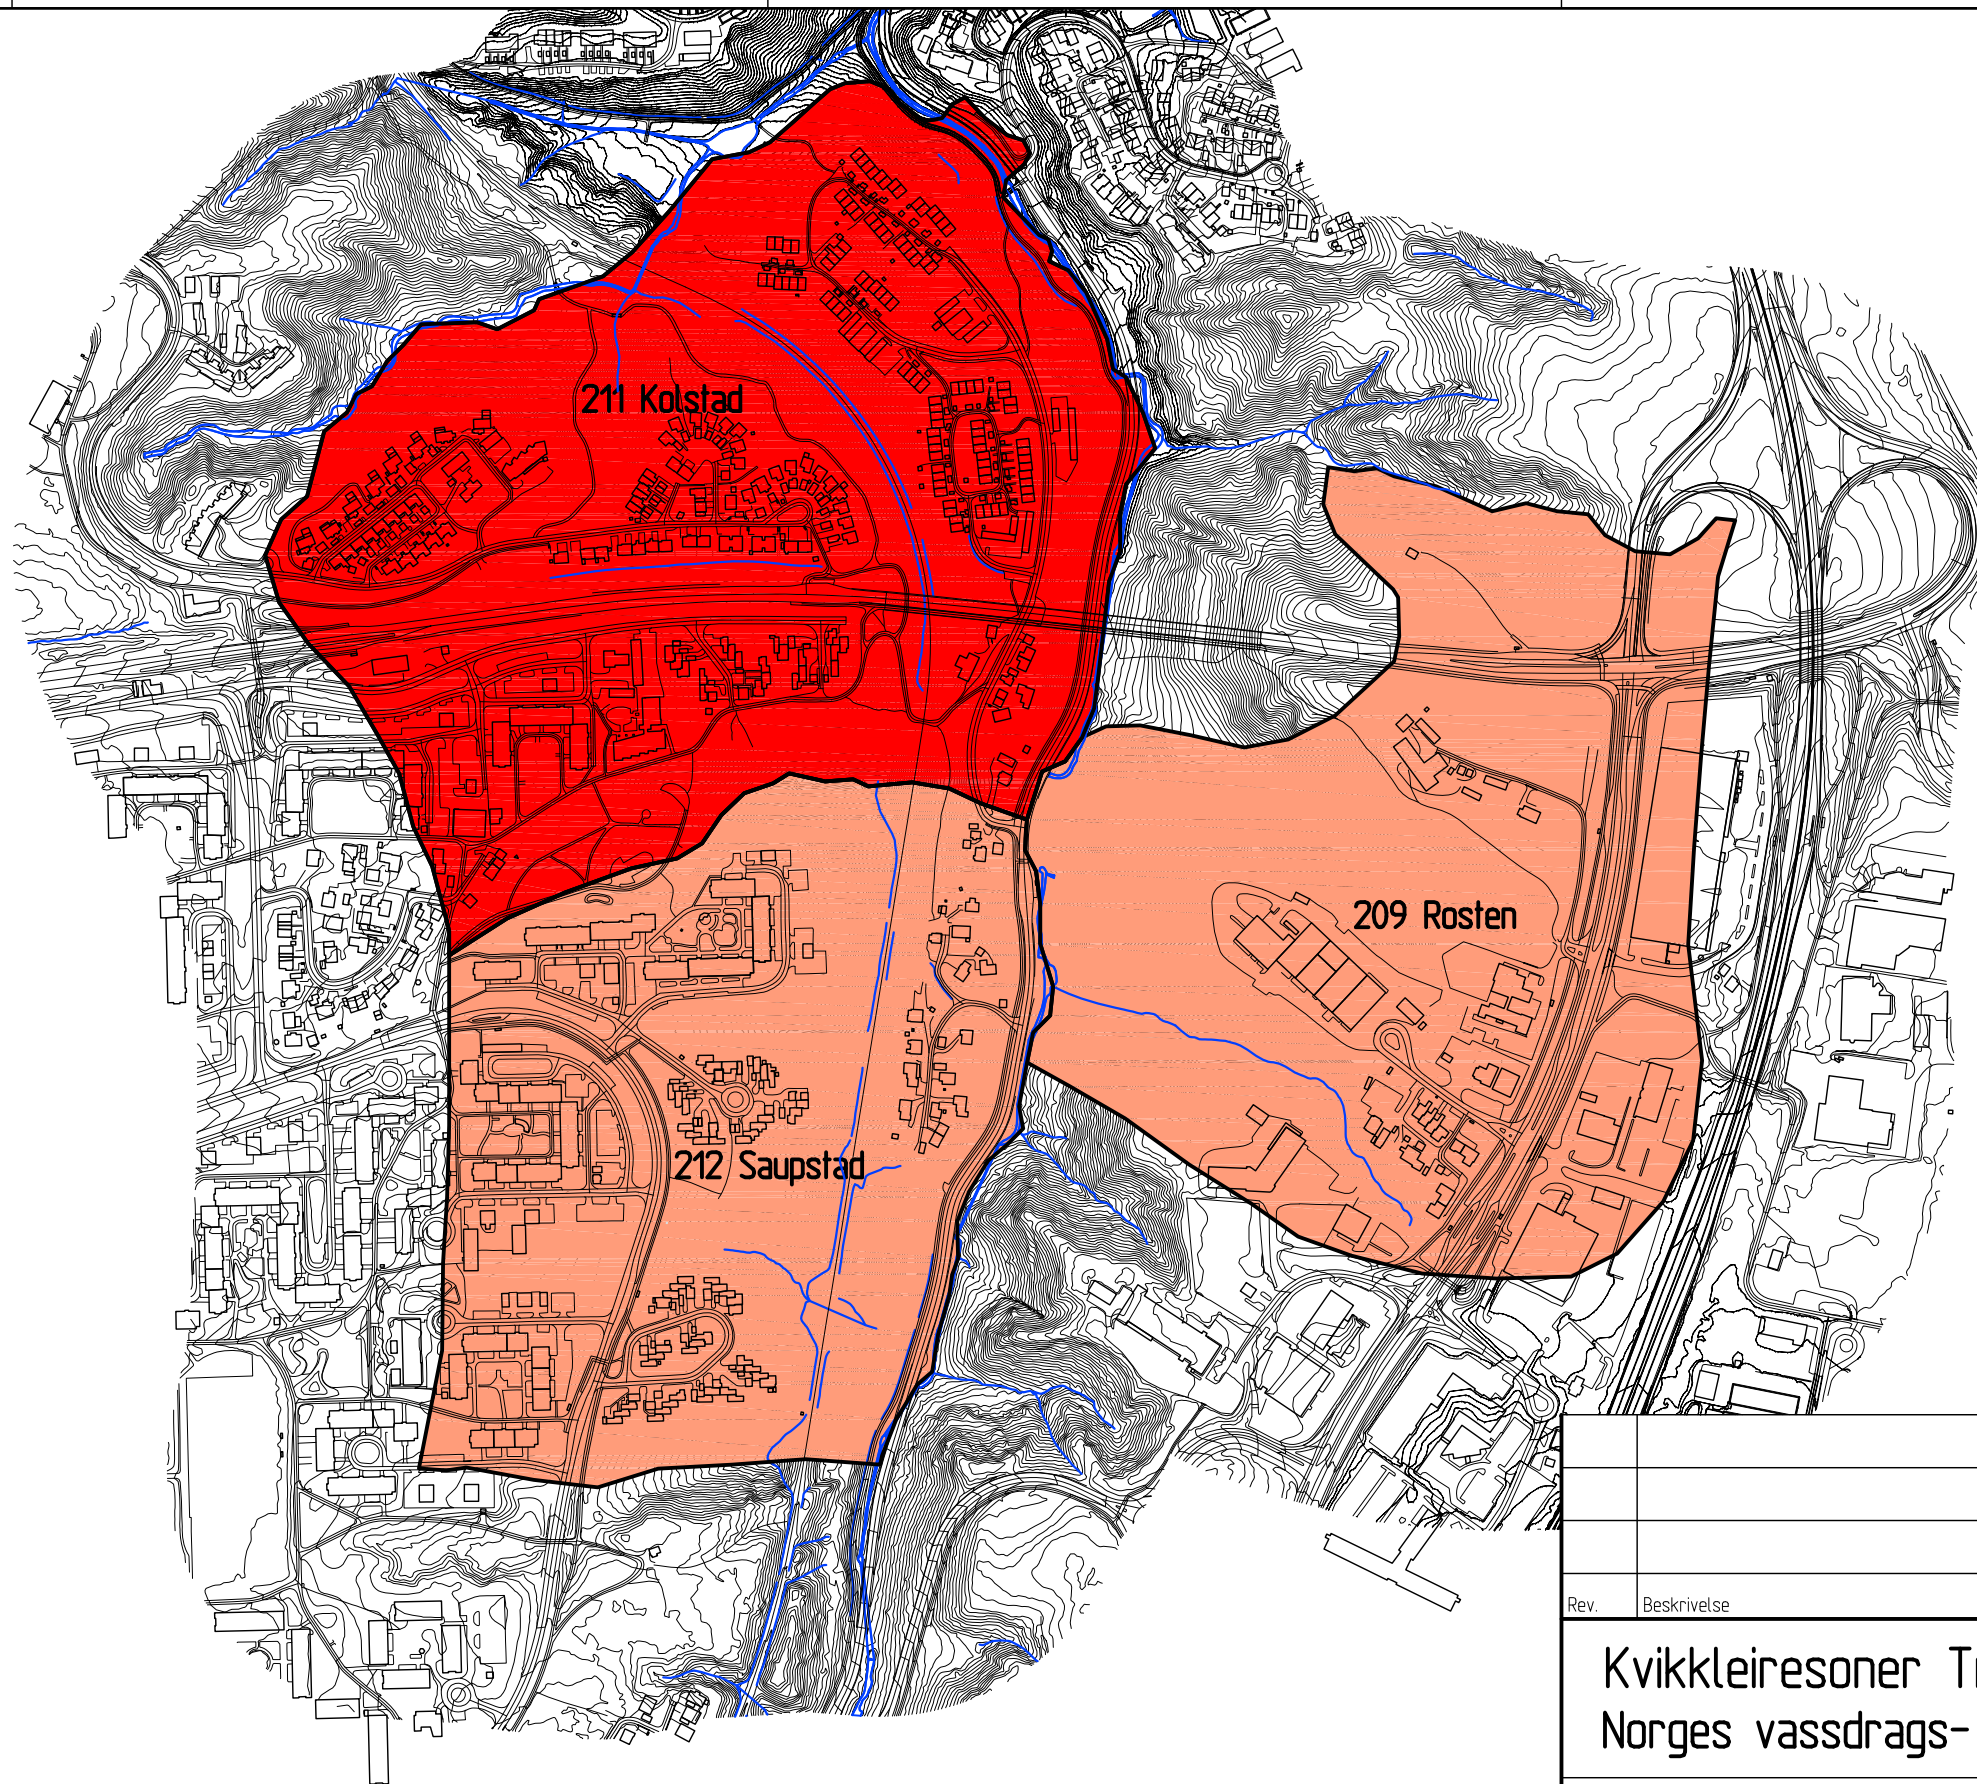 211 Kolstad
209 Rosten
212 Saupstad
Rev. Beskrivelse
Kvikkleiresoner
Norges vassdrags-